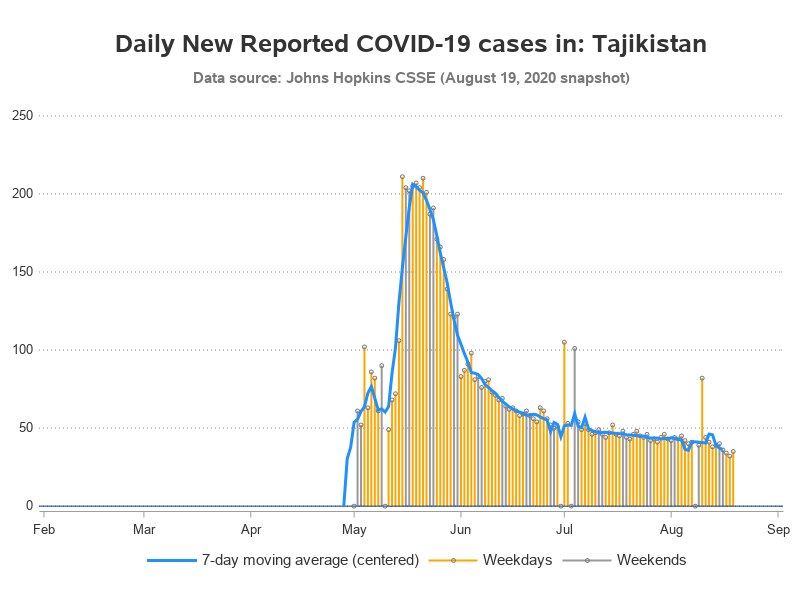 Daily New Reported COVID-19 cases in: Tajikistan
Data source: Johns Hopkins CSSE (August 19, 2020 snapshot)
250
200
150
100
50
0
Feb Mar Apr May Jun Jul Aug Sep
7-day moving average (centered) Weekdays Weekends